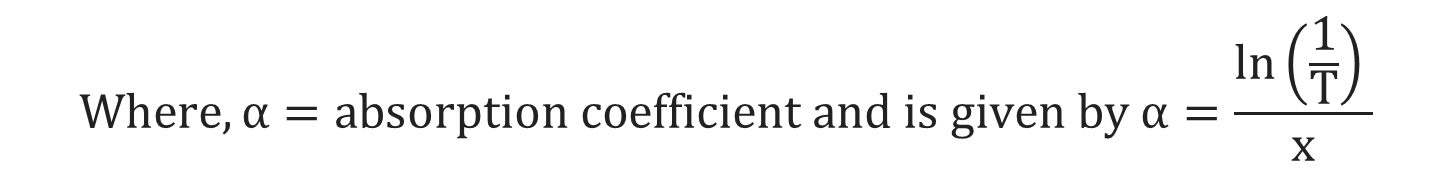 Where, α = absorption coefficient and is given by α = ln(1/T)/x